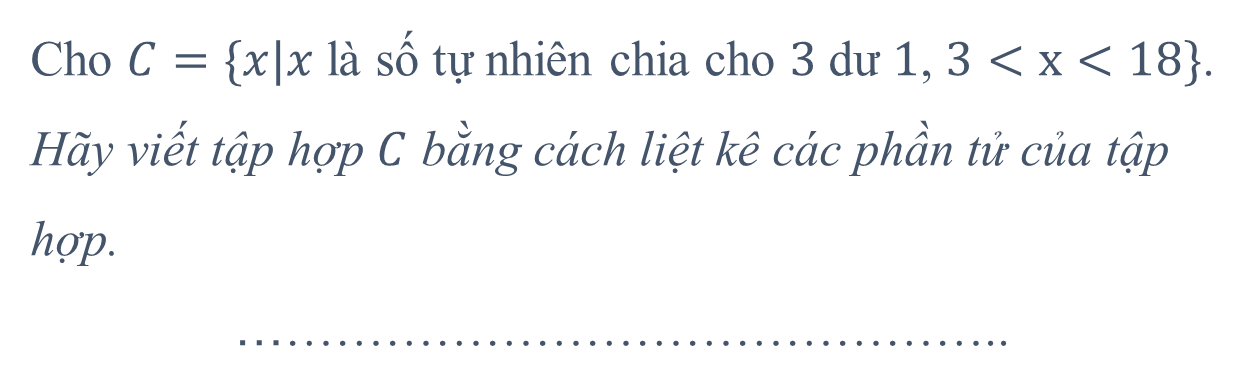 Cho C = {x|x là số tự nhiên chia cho 3 dư 1, 3 < x < 18}.
Hãy viết tập hợp C bằng cách liệt kê các phần tử của tập
hợp.
................................................